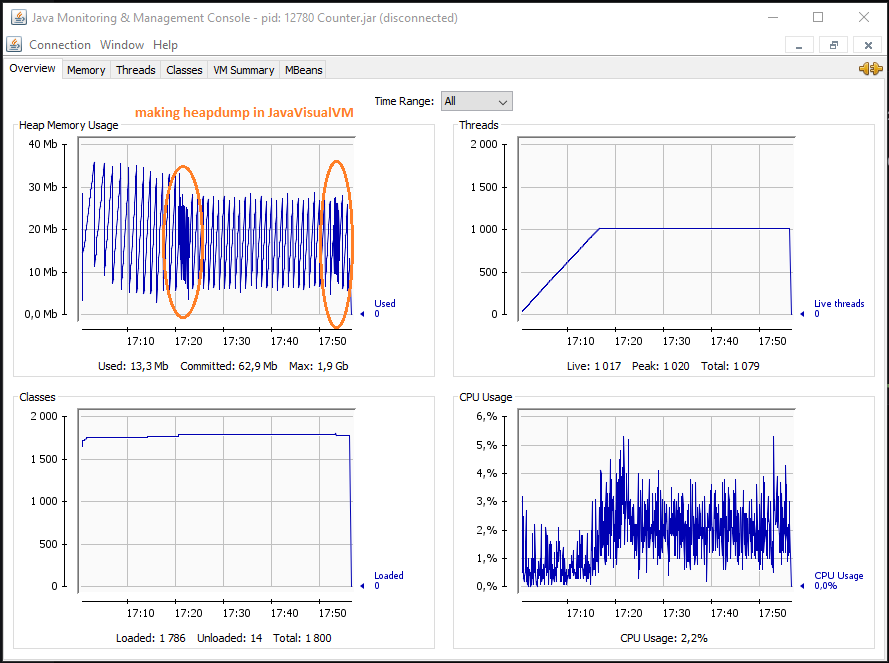 Java Monitoring & Management Console - pid: 12780 Counter.jar (disconnected)
Connection Window Help
Overview Memory Threads Classes VM Summary MBeans
Time Range: All
making heapdump in JavaVisualVM
Heap Memory Usage
40 Mb
30 Mb
20 Mb
10 Mb
0,0 Mb
Used
0
17:10 17:20 17:30 17:40 17:50
Used: 13,3 Mb Committed: 62,9 Mb Max: 1,9 Gb
Threads
2 000
1 500
1 000
500
0
Live threads
0
17:10 17:20 17:30 17:40 17:50
Live: 1 017 Peak: 1 020 Total: 1 079
Classes
2 000
1 500
1 000
500
0
Loaded
0
17:10 17:20 17:30 17:40 17:50
Loaded: 1 786 Unloaded: 14 Total: 1 800
CPU Usage
6,%
5,%
4,%
3,%
2,%
1,%
0,%
CPU Usage
0,0%
17:10 17:20 17:30 17:40 17:50
CPU Usage: 2,2%